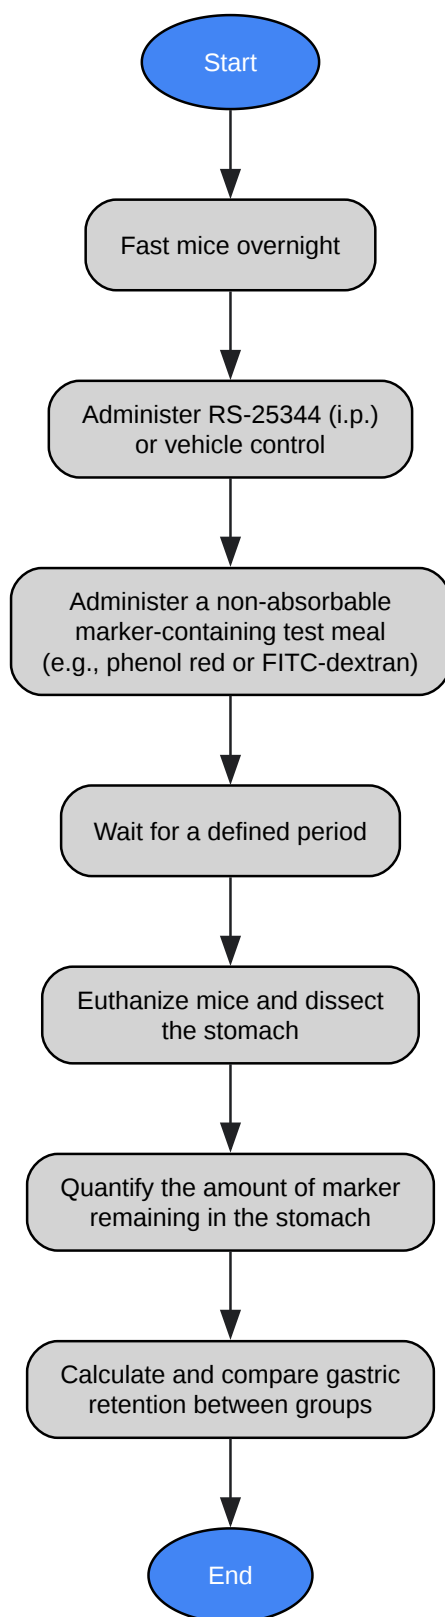 Start
Fast mice overnight
Administer RS-25344 (i.p.)
or vehicle control
Administer a non-absorbable
marker-containing test meal
(e.g., phenol red or FITC-dextran)
Wait for a defined period
Euthanize mice and dissect
the stomach
Quantify the amount of marker
remaining in the stomach
Calculate and compare gastric
retention between groups
End